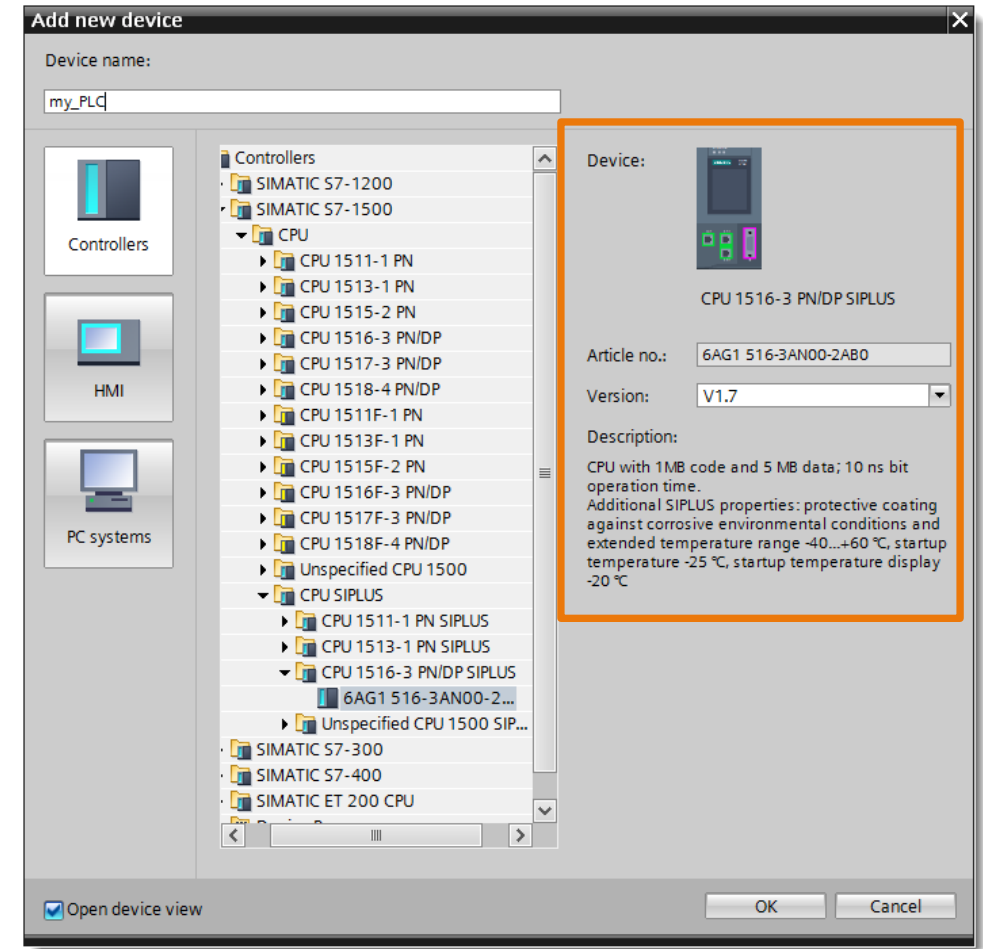 Add new device
Device name:
my_PLC
Controllers
HMI
PC systems
Controllers
SIMATIC S7-1200
SIMATIC S7-1500
CPU
CPU 1511-1 PN
CPU 1513-1 PN
CPU 1515-2 PN
CPU 1516-3 PN/DP
CPU 1517-3 PN/DP
CPU 1518-4 PN/DP
CPU 1511F-1 PN
CPU 1513F-1 PN
CPU 1515F-2 PN
CPU 1516F-3 PN/DP
CPU 1517F-3 PN/DP
CPU 1518F-4 PN/DP
Unspecified CPU 1500
CPU SIPLUS
CPU 1511-1 PN SIPLUS
CPU 1513-1 PN SIPLUS
CPU 1516-3 PN/DP SIPLUS
6AG1 516-3AN00-2...
Unspecified CPU 1500 SIP...
SIMATIC S7-300
SIMATIC S7-400
SIMATIC ET 200 CPU
Device:
CPU 1516-3 PN/DP SIPLUS
Article no.: 6AG1 516-3AN00-2AB0
Version: V1.7
Description:
CPU with 1MB code and 5 MB data; 10 ns bit
operation time.
Additional SIPLUS properties: protective coating
against corrosive environmental conditions and
extended temperature range -40...+60 ℃, startup
temperature -25 ℃, startup temperature display
-20 ℃
Open device view
OK Cancel